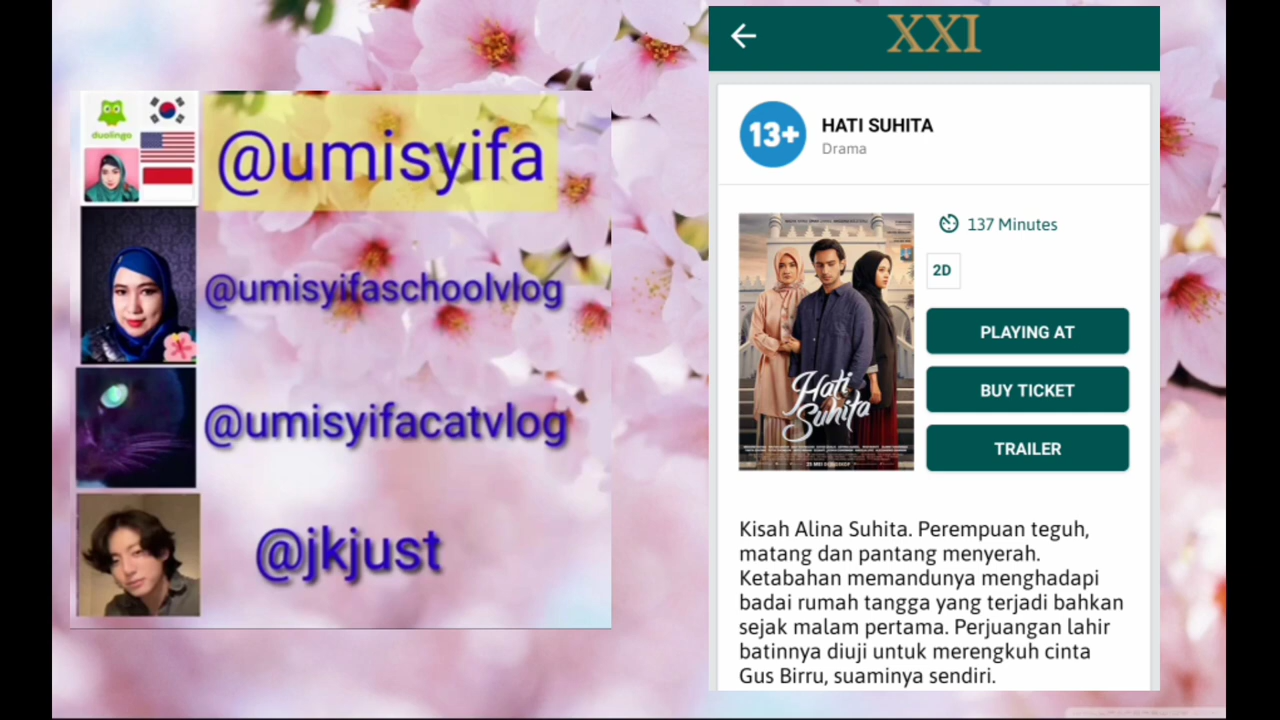 duolingo
@umisyifa
@umisyifaschoolvlog
@umisyifacatvlog
@jkjust
XXI
13+
HATI SUHITA
Drama
137 Minutes
2D
PLAYING AT
BUY TICKET
TRAILER
Hati
Suhita
Kisah Alina Suhita. Perempuan teguh,
matang dan pantang menyerah.
Ketabahan memandunya menghadapi
badai rumah tangga yang terjadi bahkan
sejak malam pertama. Perjuangan lahir
batinnya diuji untuk merengkuh cinta
Gus Birru, suaminya sendiri.